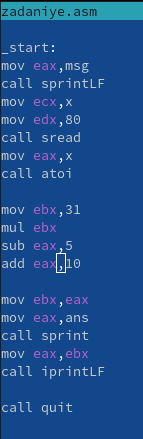 zadaniye.asm
_start:
mov eax,msg
call sprintLF
mov ecx,x
mov edx,80
call sread
mov eax,x
call atoi
mov ebx,31
mul ebx
sub eax,5
add eax,10
mov ebx,eax
mov eax,ans
call sprint
mov eax,ebx
call iprintLF
call quit